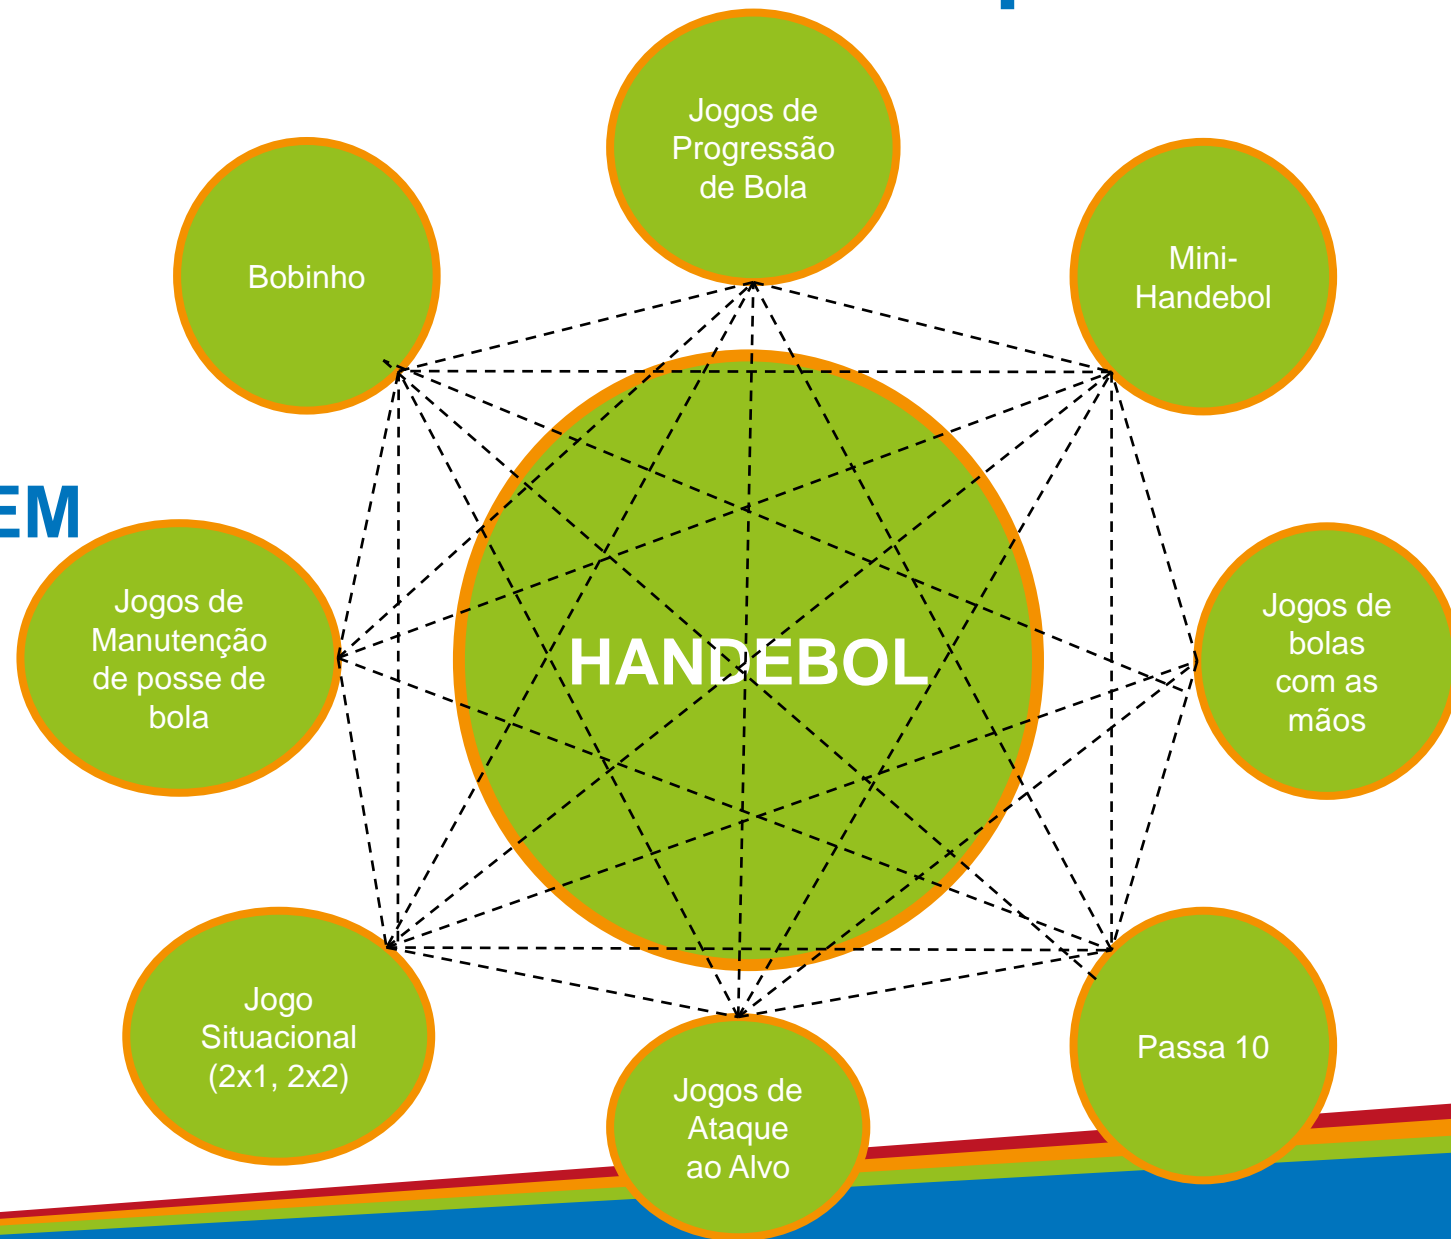 Jogos de
Progressão
de Bola
Bobinho
Mini-
Handebol
EM
Jogos de
Manutenção
de posse de
bola
HANDEBOL
Jogos de
bolas
com as
mãos
Jogo
Situacional
(2x1, 2x2)
Jogos de
Ataque
ao Alvo
Passa 10